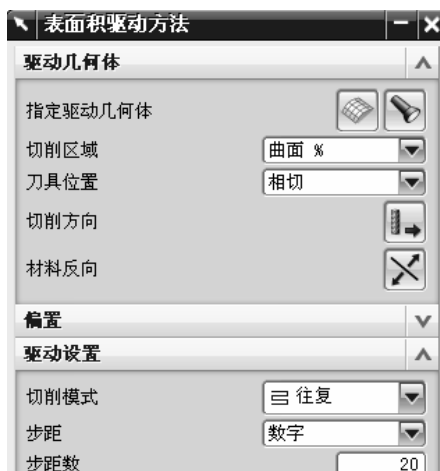 表面积驱动方法
驱动几何体
指定驱动几何体
切削区域 曲面 %
刀具位置 相切
切削方向
材料反向
偏置
驱动设置
切削模式 往复
步距 数字
步距数 20